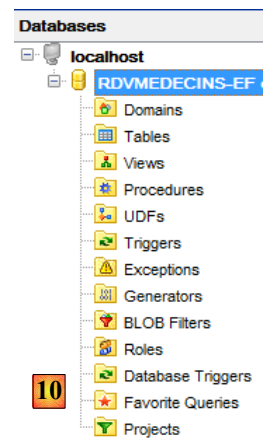 Databases
localhost
RDVMEDECINS-EF
Domains
Tables
Views
Procedures
UDFs
Triggers
Exceptions
Generators
BLOB Filters
Roles
Database Triggers
10
Favorite Queries
Projects